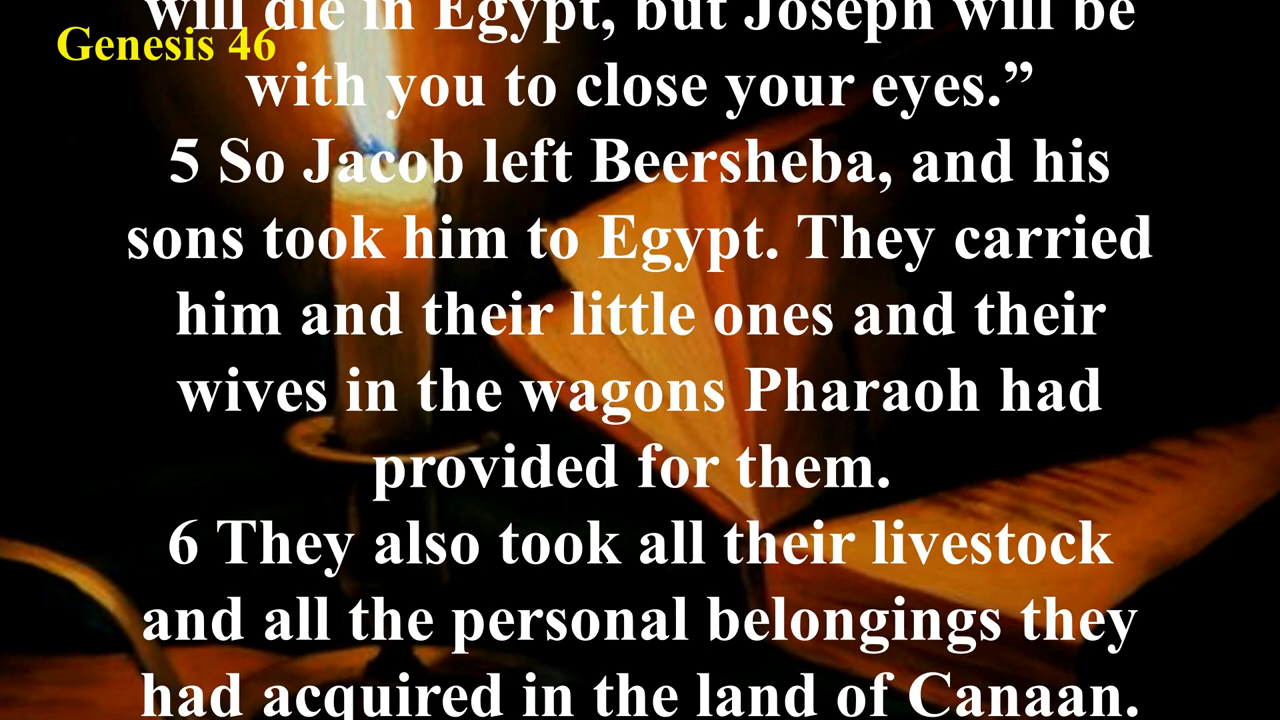 will die in Egypt, but Joseph will be
Genesis 46
with you to close your eyes.”
5 So Jacob left Beersheba, and his
sons took him to Egypt. They carried
him and their little ones and their
wives in the wagons Pharaoh had
provided for them.
6 They also took all their livestock
and all the personal belongings they
had acquired in the land of Canaan.